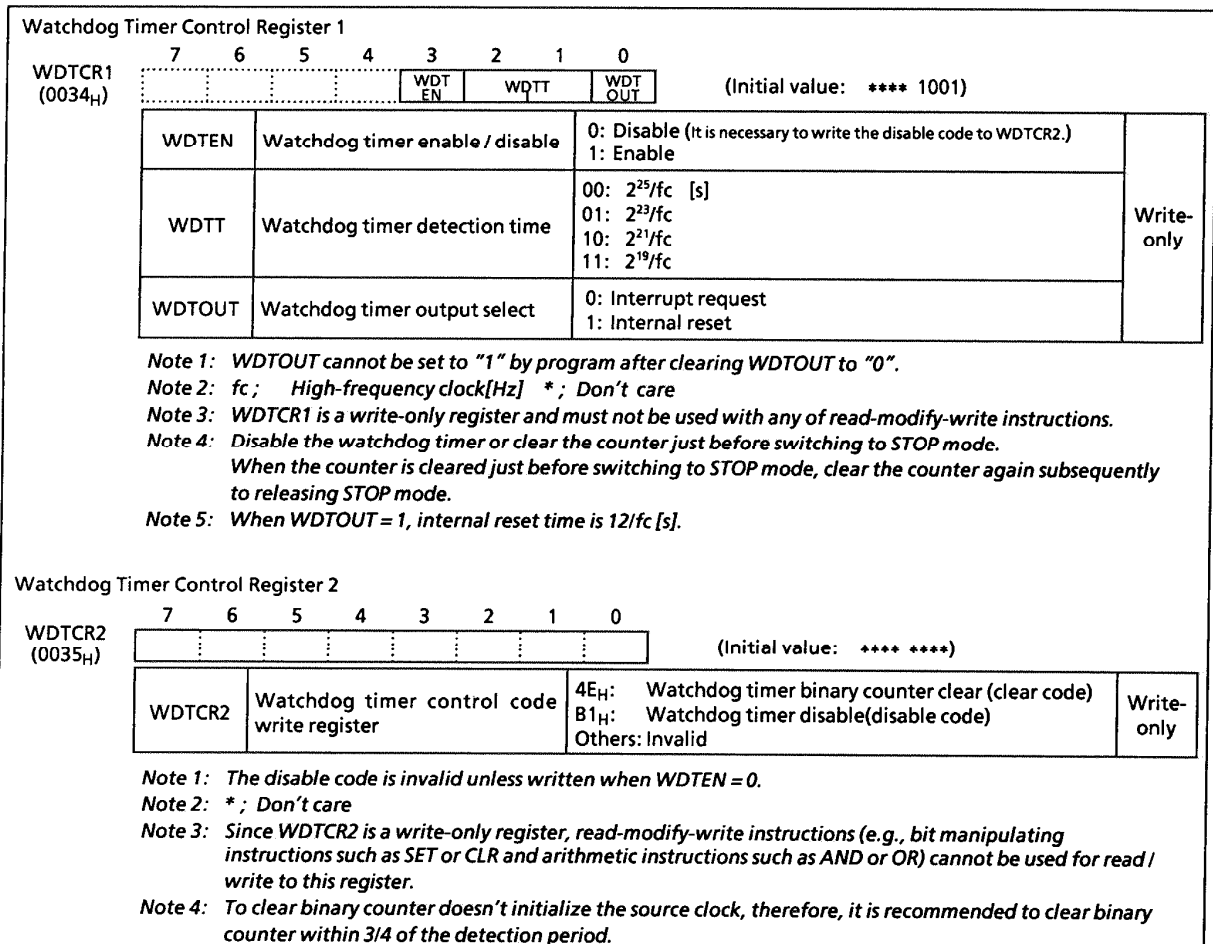 Watchdog Timer Control Register 1
7 6 5 4 3 2 1 0
WDTCR1
(0034H)
WDT
EN
WDTT
WDT
OUT
(Initial value: **** 1001)
WDTEN
Watchdog timer enable / disable
0: Disable (It is necessary to write the disable code to WDTCR2.)
1: Enable
WDTT
Watchdog timer detection time
00: 2²⁵/fc [s]
01: 2²³/fc
10: 2²¹/fc
11: 2¹⁹/fc
WDTOUT
Watchdog timer output select
0: Interrupt request
1: Internal reset
Write-
only
Note 1: WDTOUT cannot be set to "1" by program after clearing WDTOUT to "0".
Note 2: fc ; High-frequency clock[Hz] * ; Don't care
Note 3: WDTCR1 is a write-only register and must not be used with any of read-modify-write instructions.
Note 4: Disable the watchdog timer or clear the counter just before switching to STOP mode.
When the counter is cleared just before switching to STOP mode, clear the counter again subsequently
to releasing STOP mode.
Note 5: When WDTOUT = 1, internal reset time is 12/fc [s].
Watchdog Timer Control Register 2
7 6 5 4 3 2 1 0
WDTCR2
(0035H)
(Initial value: **** ****)
WDTCR2
Watchdog timer control code
write register
4EH: Watchdog timer binary counter clear (clear code)
B1H: Watchdog timer disable(disable code)
Others: Invalid
Write-
only
Note 1: The disable code is invalid unless written when WDTEN = 0.
Note 2: * ; Don't care
Note 3: Since WDTCR2 is a write-only register, read-modify-write instructions (e.g., bit manipulating
instructions such as SET or CLR and arithmetic instructions such as AND or OR) cannot be used for read /
write to this register.
Note 4: To clear binary counter doesn't initialize the source clock, therefore, it is recommended to clear binary
counter within 3/4 of the detection period.